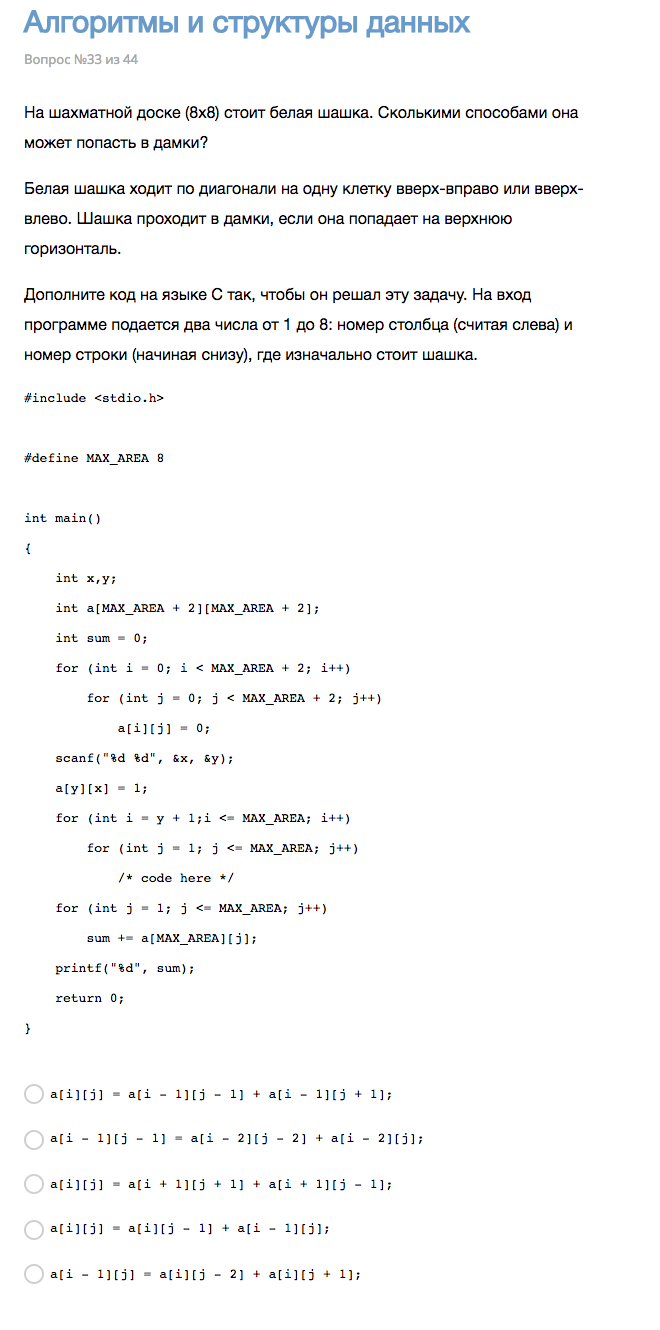 Алгоритмы и структуры данных
Вопрос №33 из 44
На шахматной доске (8x8) стоит белая шашка. Сколькими способами она
может попасть в дамки?
Белая шашка ходит по диагонали на одну клетку вверх-вправо или вверх-
влево. Шашка проходит в дамки, если она попадает на верхнюю
горизонталь.
Дополните код на языке C так, чтобы он решал эту задачу. На вход
программе подается два числа от 1 до 8: номер столбца (считая слева) и
номер строки (начиная снизу), где изначально стоит шашка.
#include <stdio.h>
#define MAX_AREA 8
int main()
{
    int x,y;
    int a[MAX_AREA + 2][MAX_AREA + 2];
    int sum = 0;
    for (int i = 0; i < MAX_AREA + 2; i++)
        for (int j = 0; j < MAX_AREA + 2; j++)
            a[i][j] = 0;
    scanf("%d %d", &x, &y);
    a[y][x] = 1;
    for (int i = y + 1;i <= MAX_AREA; i++)
        for (int j = 1; j <= MAX_AREA; j++)
            /* code here */
    for (int j = 1; j <= MAX_AREA; j++)
        sum += a[MAX_AREA][j];
    printf("%d", sum);
    return 0;
}
a[i][j] = a[i - 1][j - 1] + a[i - 1][j + 1];
a[i - 1][j - 1] = a[i - 2][j - 2] + a[i - 2][j];
a[i][j] = a[i + 1][j + 1] + a[i + 1][j - 1];
a[i][j] = a[i][j - 1] + a[i - 1][j];
a[i - 1][j] = a[i][j - 2] + a[i][j + 1];